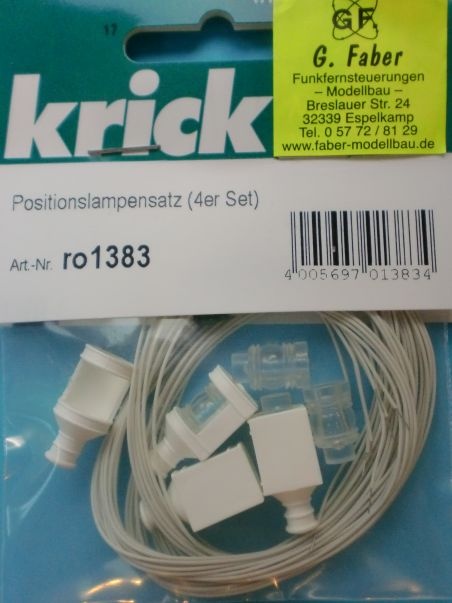 17
GF
G. Faber
Funkfernsteuerungen
– Modellbau –
Breslauer Str. 24
32339 Espelkamp
Tel. 0 57 72 / 81 29
www.faber-modellbau.de
krick
Positionslampensatz (4er Set)
Art.-Nr. ro1383
4 005697 013834